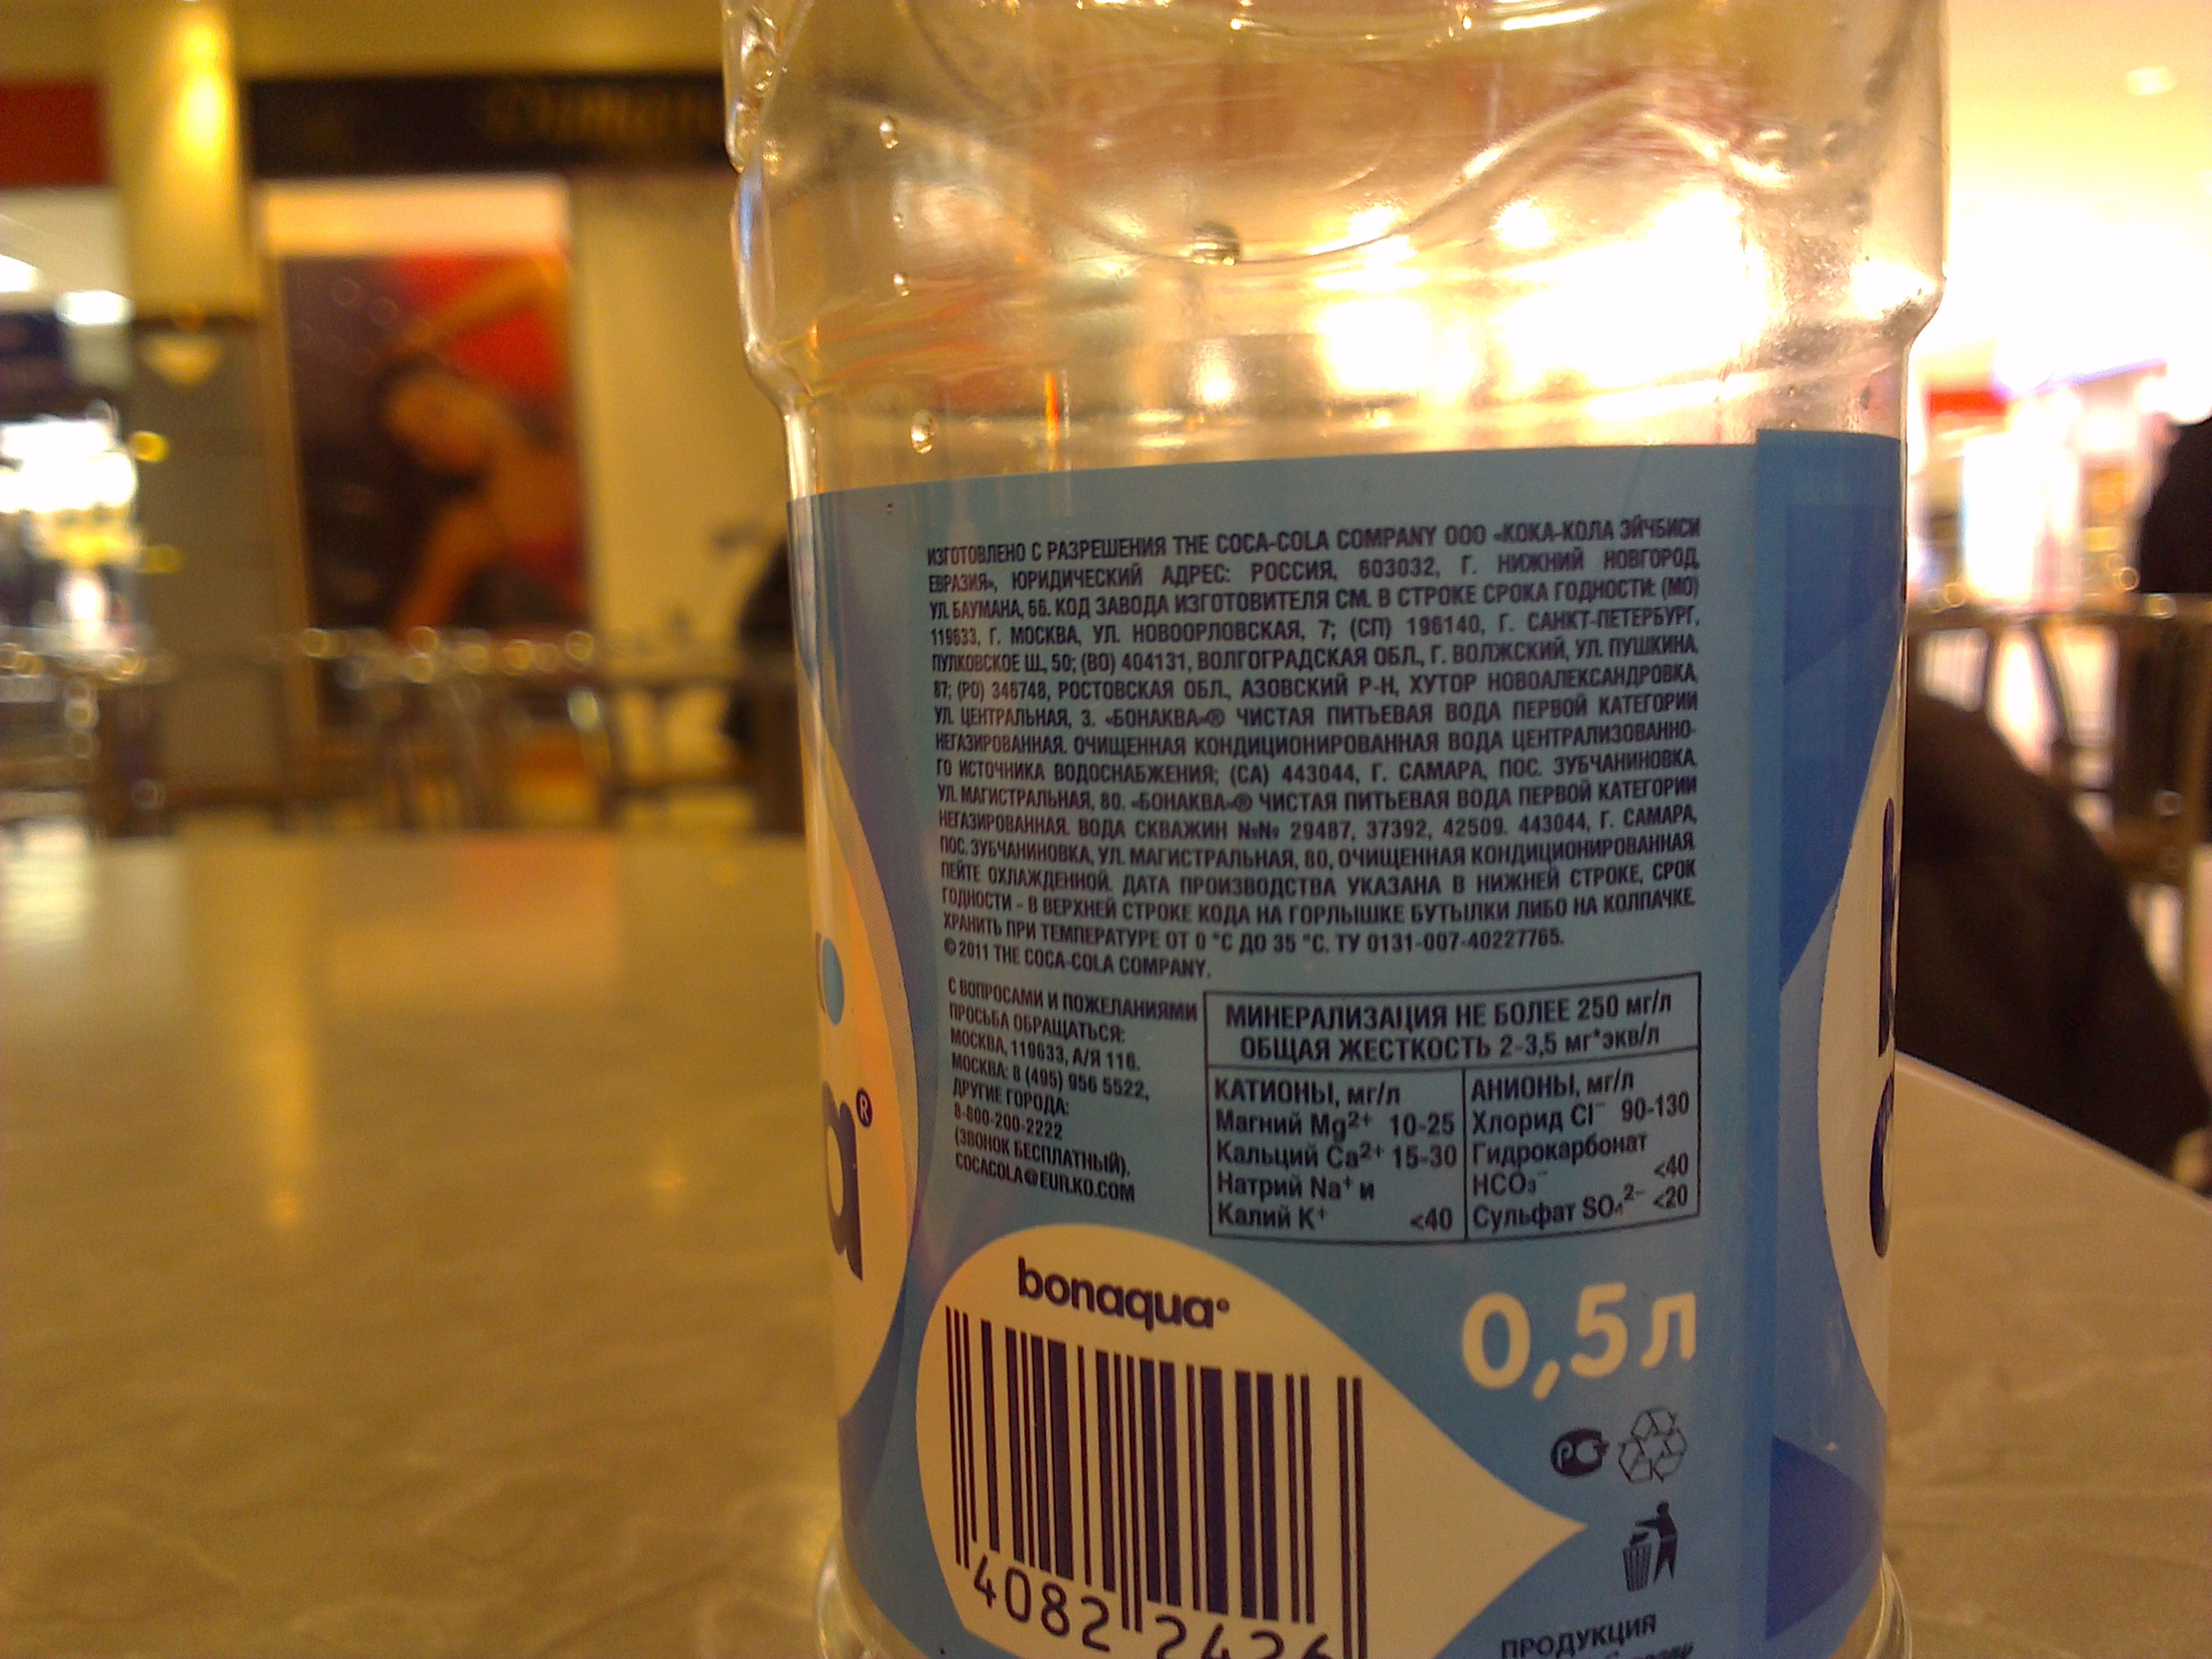 ИЗГОТОВЛЕНО С РАЗРЕШЕНИЯ THE COCA-COLA COMPANY ООО «КОКА-КОЛА ЭЙЧБИСИ
ЕВРАЗИЯ», ЮРИДИЧЕСКИЙ АДРЕС: РОССИЯ, 603032, Г. НИЖНИЙ НОВГОРОД,
УЛ. БАУМАНА, 66. КОД ЗАВОДА ИЗГОТОВИТЕЛЯ СМ. В СТРОКЕ СРОКА ГОДНОСТИ: (МО)
119633, Г. МОСКВА, УЛ. НОВООРЛОВСКАЯ, 7; (СП) 196140, Г. САНКТ-ПЕТЕРБУРГ,
ПУЛКОВСКОЕ Ш., 50; (ВО) 404131, ВОЛГОГРАДСКАЯ ОБЛ., Г. ВОЛЖСКИЙ, УЛ. ПУШКИНА,
87; (РО) 346748, РОСТОВСКАЯ ОБЛ., АЗОВСКИЙ Р-Н, ХУТОР НОВОАЛЕКСАНДРОВКА,
УЛ. ЦЕНТРАЛЬНАЯ, 3. «БОНАКВА»® ЧИСТАЯ ПИТЬЕВАЯ ВОДА ПЕРВОЙ КАТЕГОРИИ
НЕГАЗИРОВАННАЯ. ОЧИЩЕННАЯ КОНДИЦИОНИРОВАННАЯ ВОДА ЦЕНТРАЛИЗОВАННО-
ГО ИСТОЧНИКА ВОДОСНАБЖЕНИЯ; (СА) 443044, Г. САМАРА, ПОС. ЗУБЧАНИНОВКА,
УЛ. МАГИСТРАЛЬНАЯ, 80. «БОНАКВА»® ЧИСТАЯ ПИТЬЕВАЯ ВОДА ПЕРВОЙ КАТЕГОРИИ
НЕГАЗИРОВАННАЯ. ВОДА СКВАЖИН №№ 29487, 37392, 42509. 443044, Г. САМАРА,
ПОС. ЗУБЧАНИНОВКА, УЛ. МАГИСТРАЛЬНАЯ, 80, ОЧИЩЕННАЯ КОНДИЦИОНИРОВАННАЯ.
ПЕЙТЕ ОХЛАЖДЕННОЙ. ДАТА ПРОИЗВОДСТВА УКАЗАНА В НИЖНЕЙ СТРОКЕ, СРОК
ГОДНОСТИ - В ВЕРХНЕЙ СТРОКЕ КОДА НА ГОРЛЫШКЕ БУТЫЛКИ ЛИБО НА КОЛПАЧКЕ.
ХРАНИТЬ ПРИ ТЕМПЕРАТУРЕ ОТ 0 °C ДО 35 °C. ТУ 0131-007-40227765.
© 2011 THE COCA-COLA COMPANY.
С ВОПРОСАМИ И ПОЖЕЛАНИЯМИ
ПРОСЬБА ОБРАЩАТЬСЯ:
МОСКВА, 119633, А/Я 116.
МОСКВА: 8 (495) 956 5522,
ДРУГИЕ ГОРОДА:
8-800-200-2222
(ЗВОНОК БЕСПЛАТНЫЙ),
COCACOLA@EUR.KO.COM
МИНЕРАЛИЗАЦИЯ НЕ БОЛЕЕ 250 мг/л
ОБЩАЯ ЖЕСТКОСТЬ 2-3,5 мг*экв/л
КАТИОНЫ, мг/л
Магний Mg²⁺ 10-25
Кальций Ca²⁺ 15-30
Натрий Na⁺ и
Калий K⁺ <40
АНИОНЫ, мг/л
Хлорид Cl⁻ 90-130
Гидрокарбонат
HCO₃⁻ <40
Сульфат SO₄²⁻ <20
bonaqua®
0,5л
4082 2426
РС
ПРОДУКЦИЯ